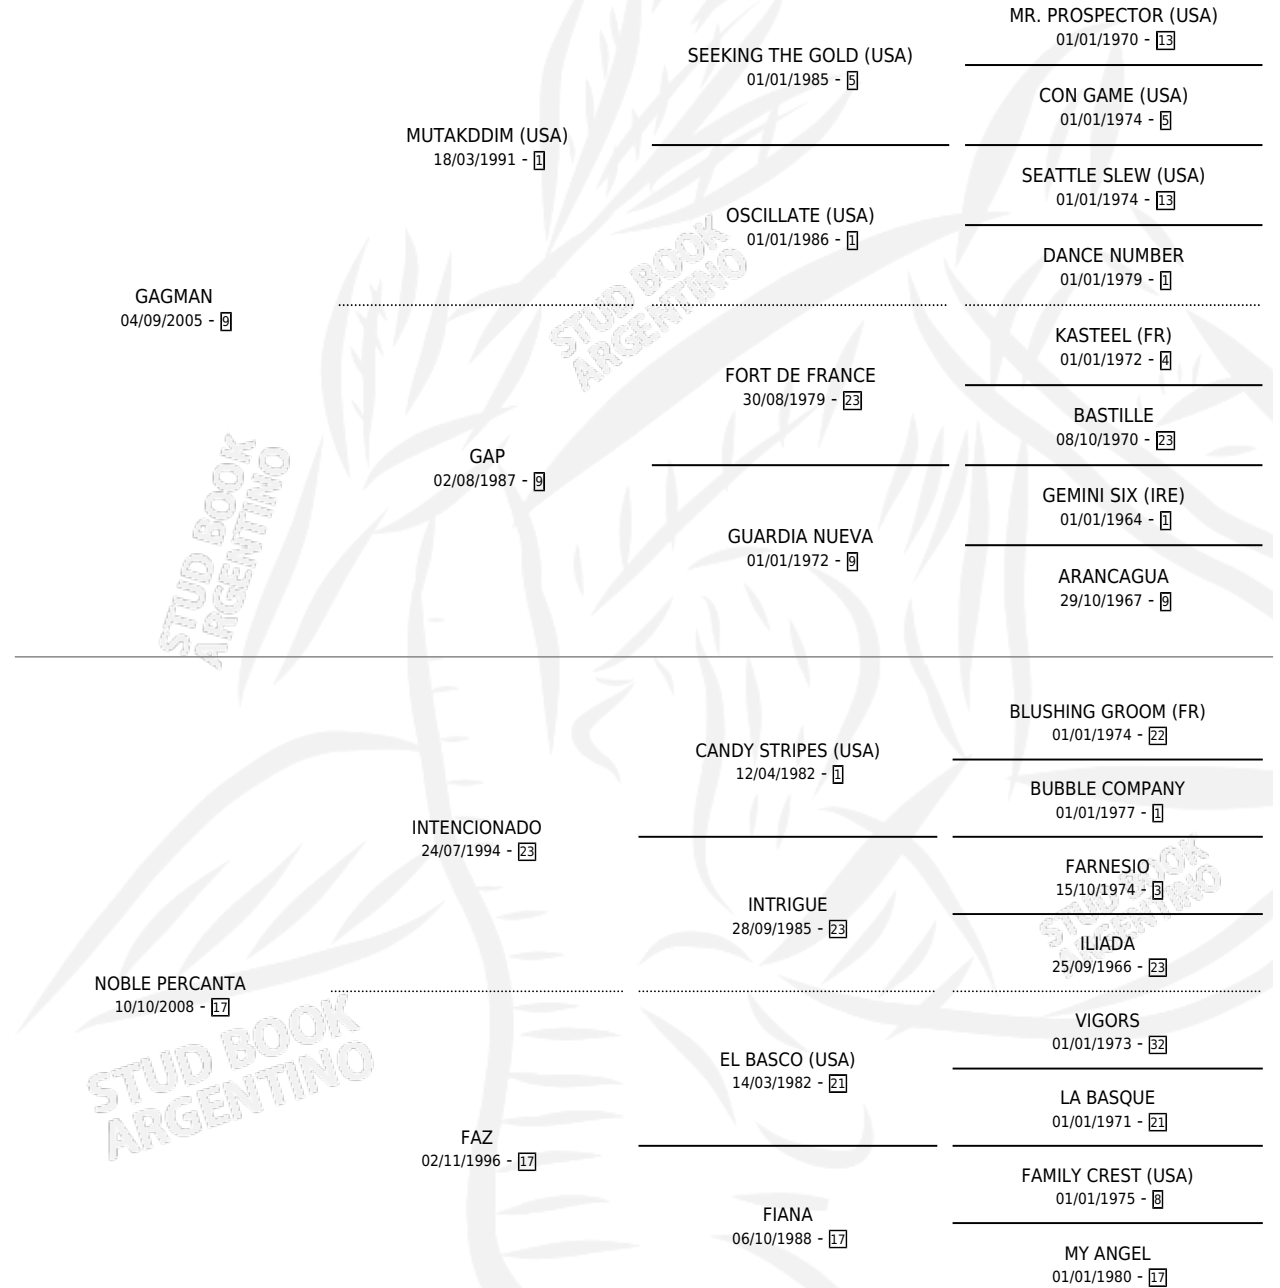 MR. PROSPECTOR (USA)
01/01/1970 - 13
SEEKING THE GOLD (USA)
01/01/1985 - 5
CON GAME (USA)
01/01/1974 - 5
MUTAKDDIM (USA)
18/03/1991 - 1
SEATTLE SLEW (USA)
01/01/1974 - 13
OSCILLATE (USA)
01/01/1986 - 1
DANCE NUMBER
01/01/1979 - 1
GAGMAN
04/09/2005 - 9
STUD BOOK
ARGENTINO
KASTEEL (FR)
01/01/1972 - 4
FORT DE FRANCE
30/08/1979 - 23
BASTILLE
08/10/1970 - 23
GAP
02/08/1987 - 9
STUD BOOK
ARGENTINO
GEMINI SIX (IRE)
01/01/1964 - 1
GUARDIA NUEVA
01/01/1972 - 9
ARANCAGUA
29/10/1967 - 9
BLUSHING GROOM (FR)
01/01/1974 - 22
CANDY STRIPES (USA)
12/04/1982 - 1
BUBBLE COMPANY
01/01/1977 - 1
INTENCIONADO
24/07/1994 - 23
FARNESIO
15/10/1974 - 3
STUD BOOK
ARGENTINO
INTRIGUE
28/09/1985 - 23
ILIADA
25/09/1966 - 23
NOBLE PERCANTA
10/10/2008 - 17
STUD BOOK
ARGENTINO
VIGORS
01/01/1973 - 32
EL BASCO (USA)
14/03/1982 - 21
LA BASQUE
01/01/1971 - 21
FAZ
02/11/1996 - 17
FAMILY CREST (USA)
01/01/1975 - 8
FIANA
06/10/1988 - 17
MY ANGEL
01/01/1980 - 17